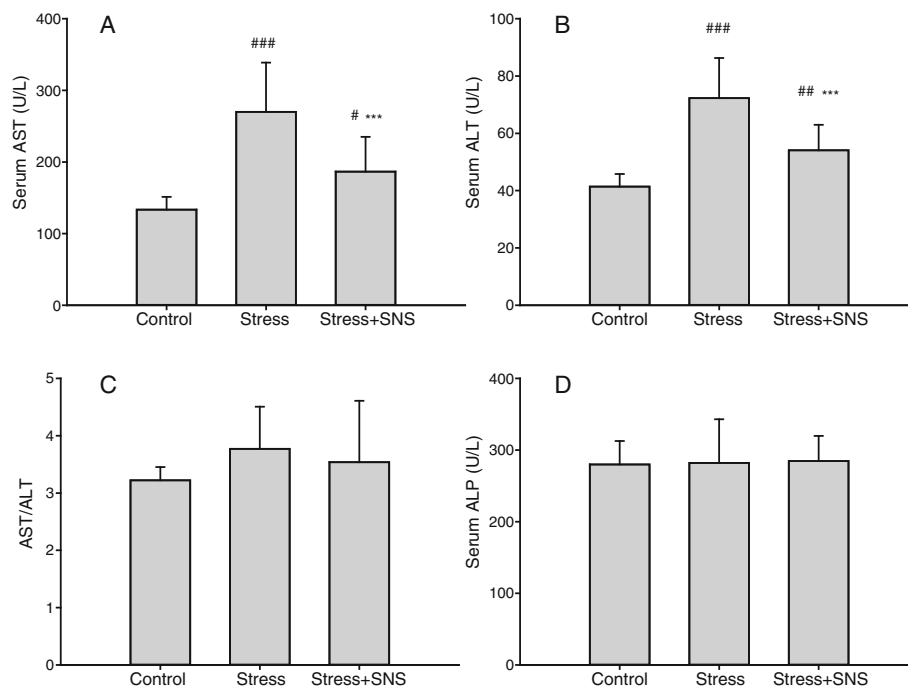 A
Serum AST (U/L)
400
300
200
100
0
###
# ***
Control Stress Stress+SNS
B
Serum ALT (U/L)
100
80
60
40
20
0
###
## ***
Control Stress Stress+SNS
C
AST/ALT
5
4
3
2
1
0
Control Stress Stress+SNS
D
Serum ALP (U/L)
400
300
200
100
0
Control Stress Stress+SNS